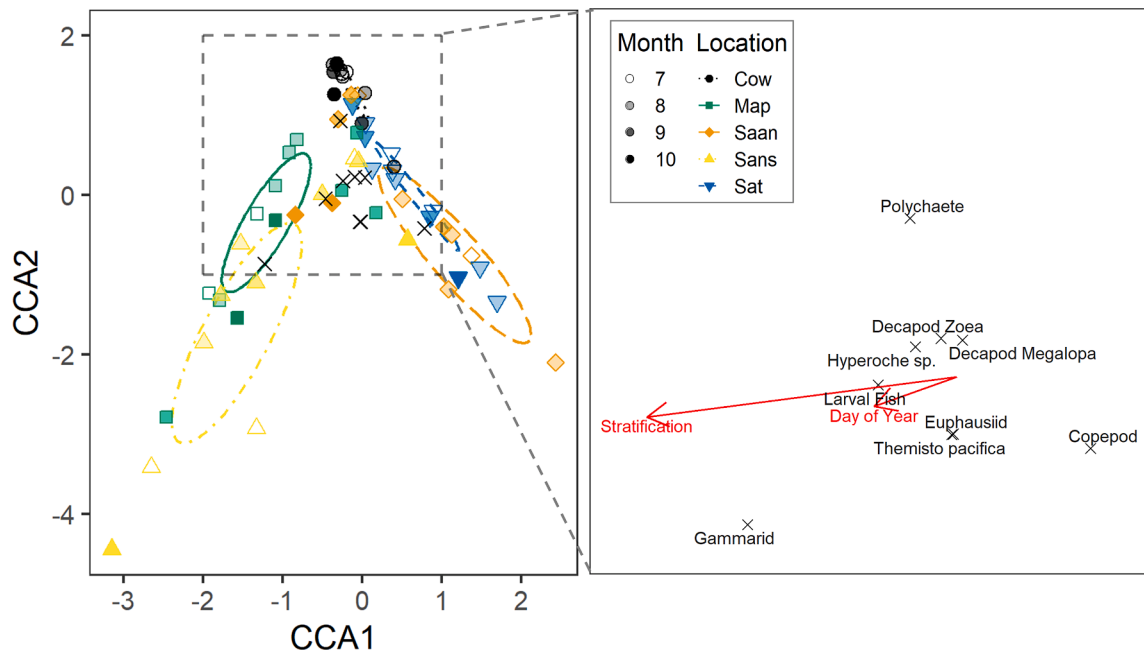 2
0
-2
-4
CCA2
-3
-2
-1
0
1
2
CCA1
Month Location
7 Cow
8 Map
9 Saan
10 Sans
Sat
Polychaete
Decapod Zoea
Decapod Megalopa
Hyperoche sp.
Larval Fish
Day of Year
Stratification
Euphausiid
Themisto pacifica
Copepod
Gammarid